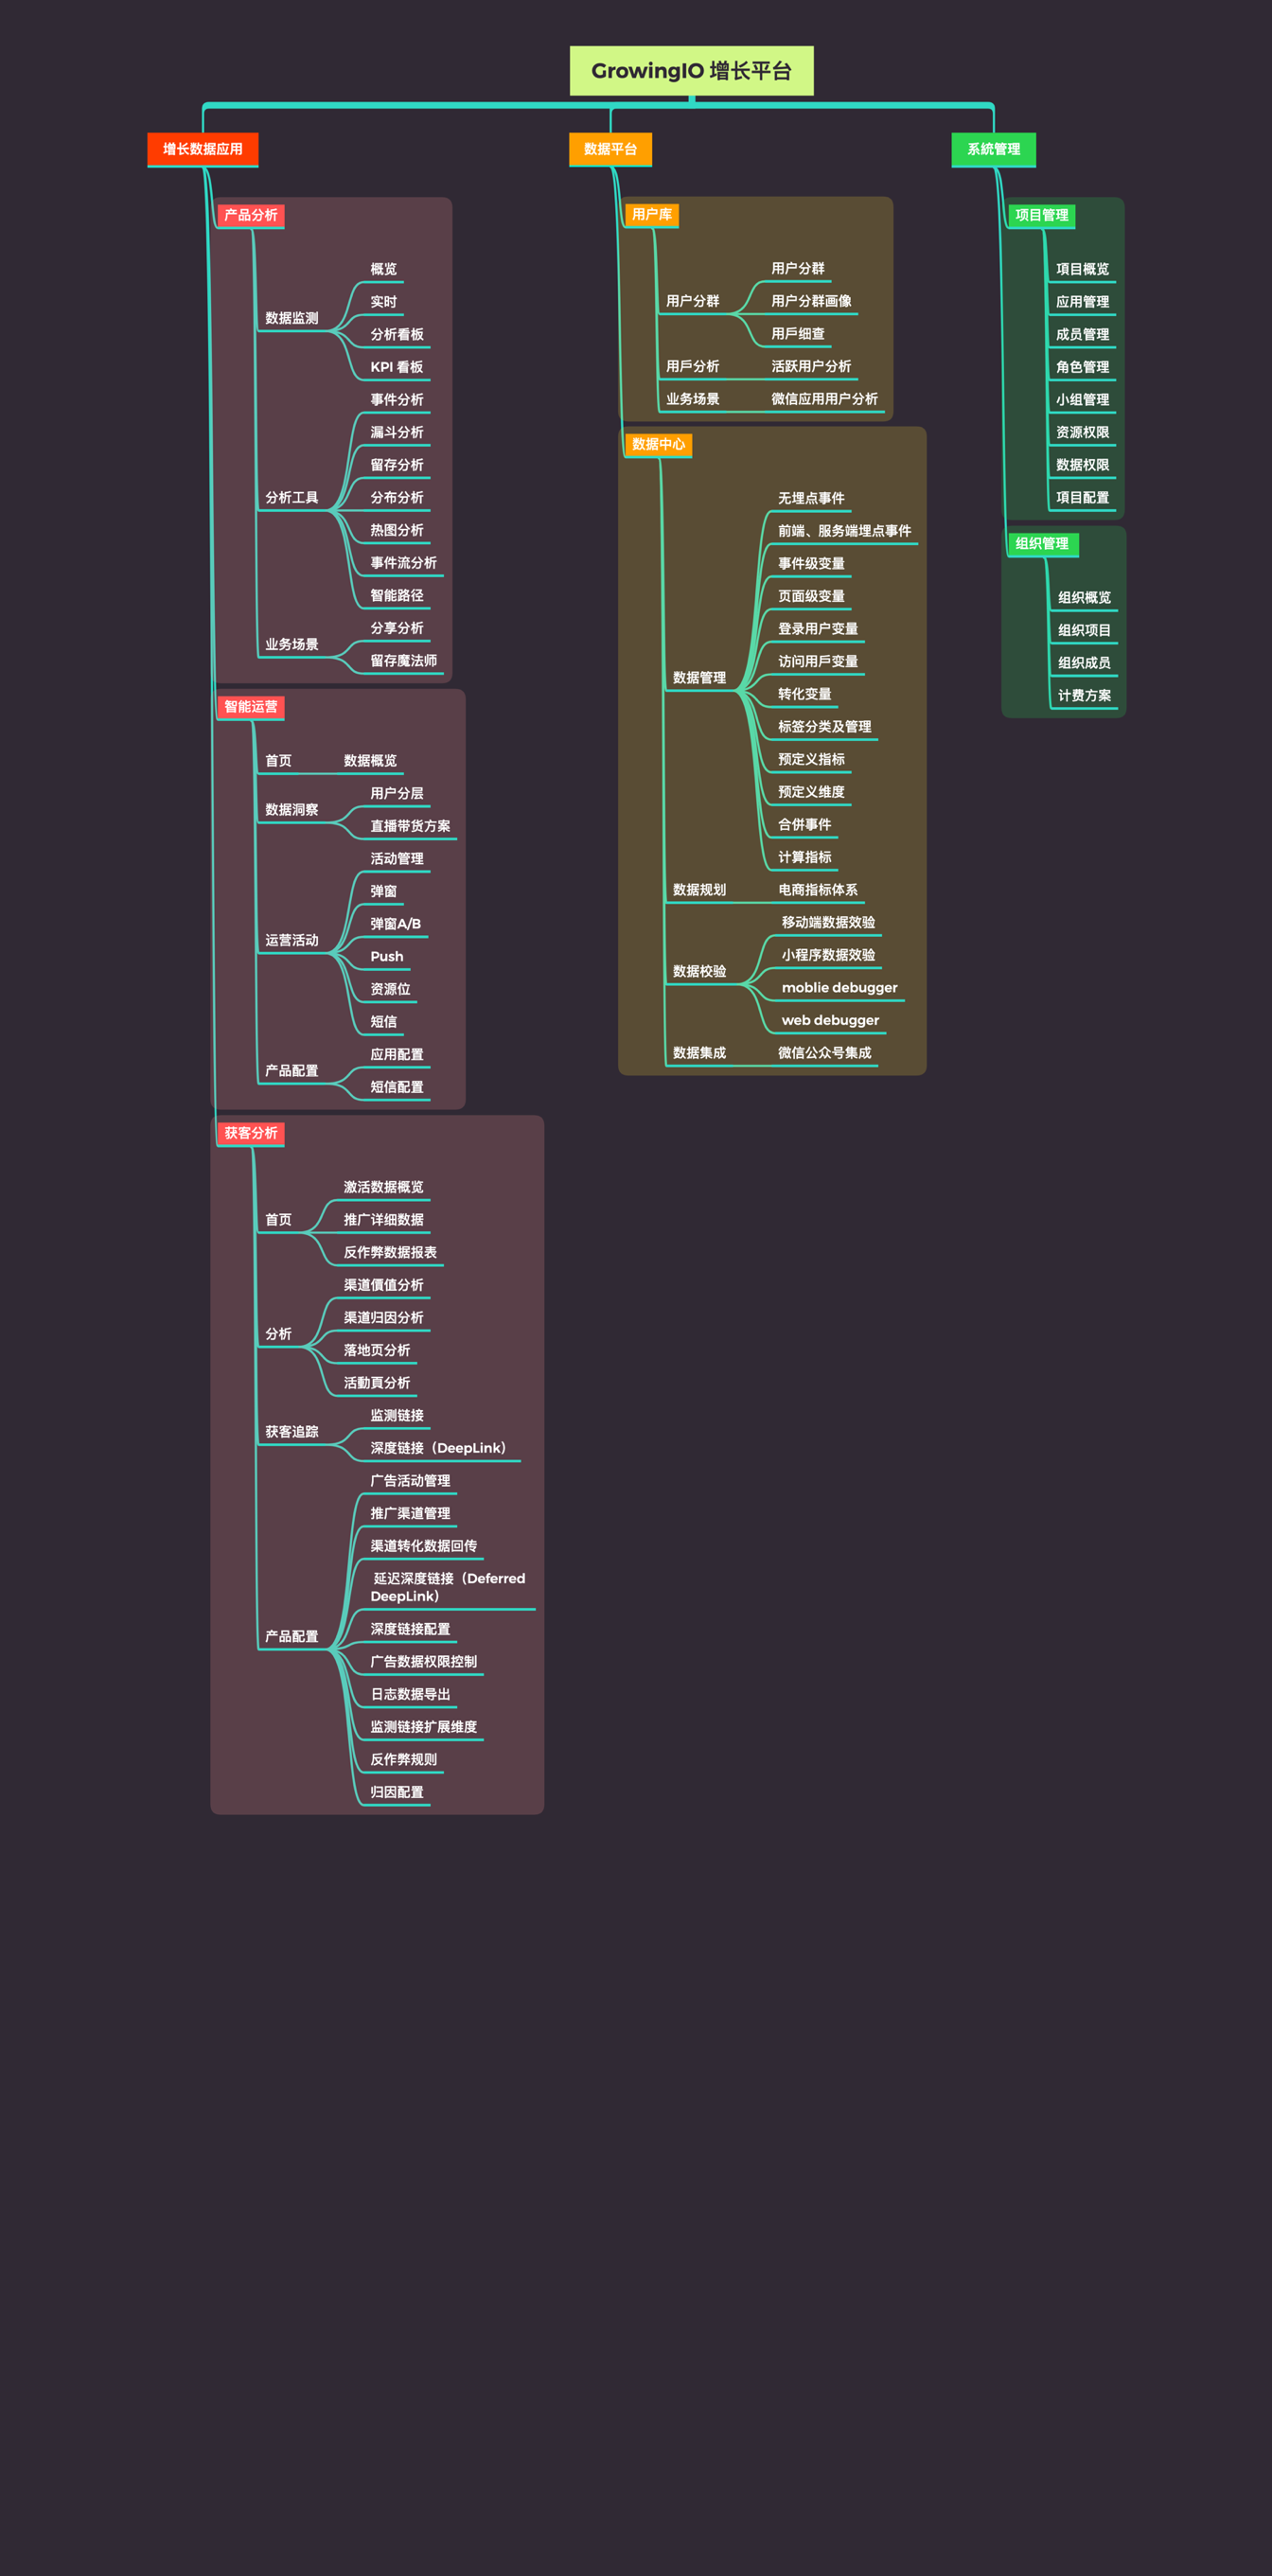 GrowingIO 增长平台
增长数据应用
产品分析
数据监测
概览
实时
分析看板
KPI 看板
分析工具
事件分析
漏斗分析
留存分析
分布分析
热图分析
事件流分析
智能路径
业务场景
分享分析
留存魔法师
智能运营
首页
数据概览
数据洞察
用户分层
直播带货方案
运营活动
活动管理
弹窗
弹窗A/B
Push
资源位
短信
产品配置
应用配置
短信配置
获客分析
首页
激活数据概览
推广详细数据
反作弊数据报表
分析
渠道價值分析
渠道归因分析
落地页分析
活動頁分析
获客追踪
监测链接
深度链接（DeepLink）
产品配置
广告活动管理
推广渠道管理
渠道转化数据回传
延迟深度链接（Deferred
DeepLink）
深度链接配置
广告数据权限控制
日志数据导出
监测链接扩展维度
反作弊规则
归因配置
数据平台
用户库
用户分群
用户分群
用户分群画像
用戶细查
用戶分析
活跃用户分析
业务场景
微信应用用户分析
数据中心
数据管理
无埋点事件
前端、服务端埋点事件
事件级变量
页面级变量
登录用户变量
访问用戶变量
转化变量
标签分类及管理
预定义指标
预定义维度
合併事件
计算指标
数据规划
电商指标体系
数据校验
移动端数据效验
小程序数据效验
moblie debugger
web debugger
数据集成
微信公众号集成
系統管理
项目管理
項目概览
应用管理
成员管理
角色管理
小组管理
资源权限
数据权限
項目配置
组织管理
组织概览
组织项目
组织成员
计费方案